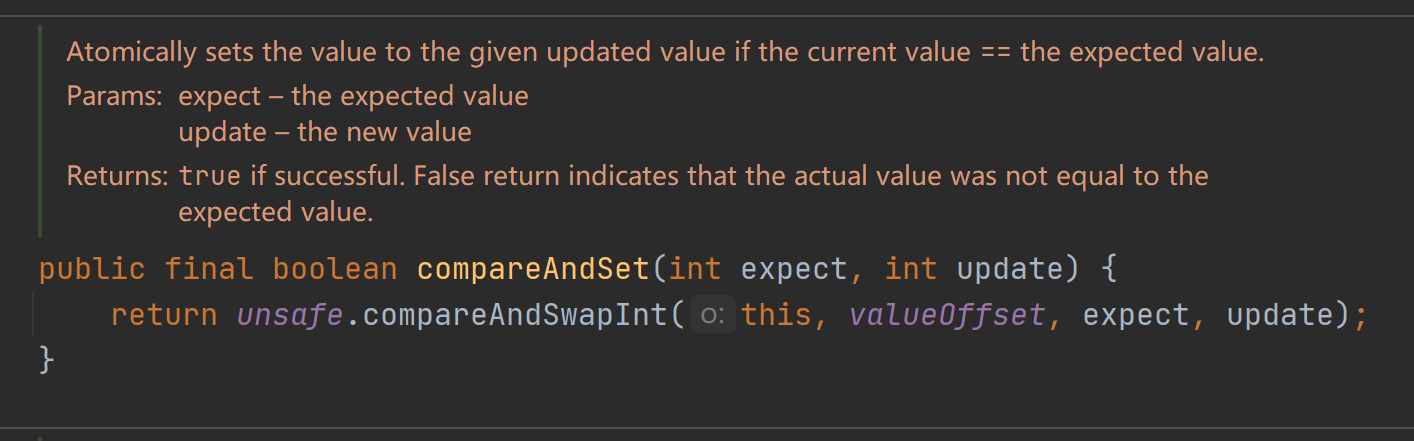 Atomically sets the value to the given updated value if the current value == the expected value.
Params: expect – the expected value
update – the new value
Returns: true if successful. False return indicates that the actual value was not equal to the
expected value.
public final boolean compareAndSet(int expect, int update) {
return unsafe.compareAndSwapInt( o: this, valueOffset, expect, update);
}